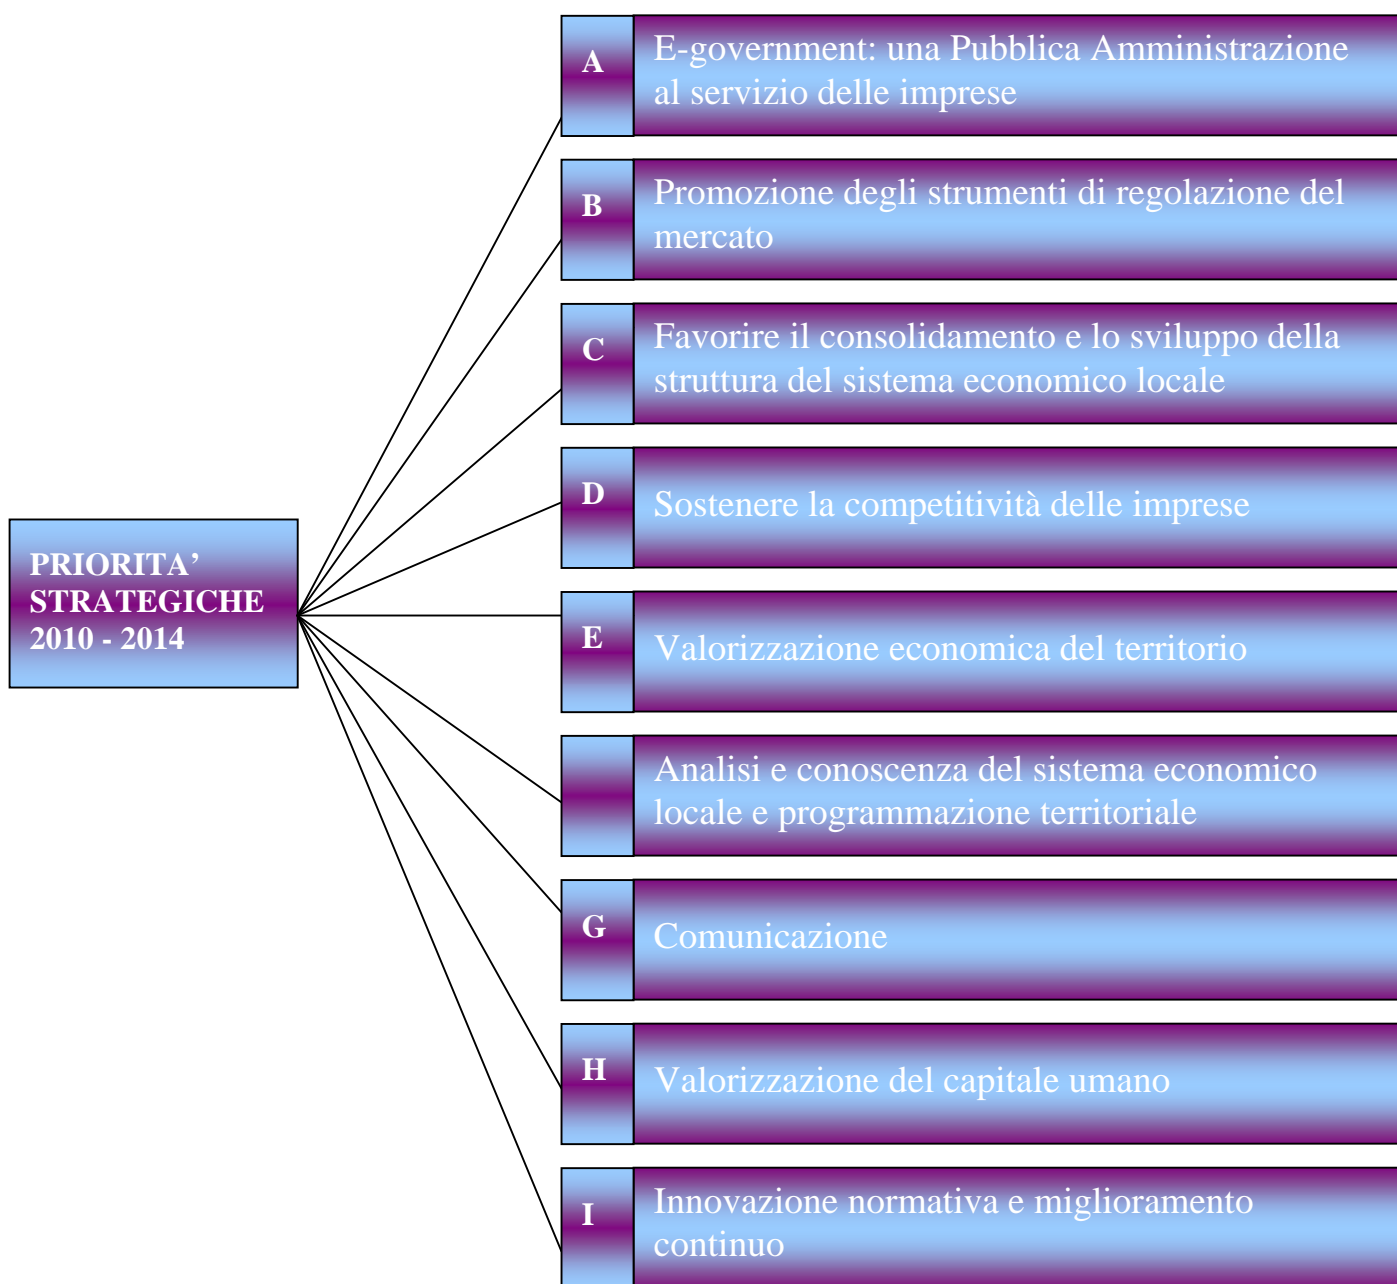 A
E-government: una Pubblica Amministrazione
al servizio delle imprese
B
Promozione degli strumenti di regolazione del
mercato
C
Favorire il consolidamento e lo sviluppo della
struttura del sistema economico locale
D
Sostenere la competitività delle imprese
PRIORITA’
STRATEGICHE
2010 - 2014
E
Valorizzazione economica del territorio
Analisi e conoscenza del sistema economico
locale e programmazione territoriale
G
Comunicazione
H
Valorizzazione del capitale umano
I
Innovazione normativa e miglioramento
continuo